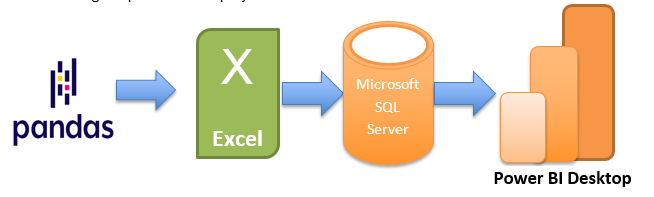 pandas
X
Excel
Microsoft
SQL
Server
Power BI Desktop